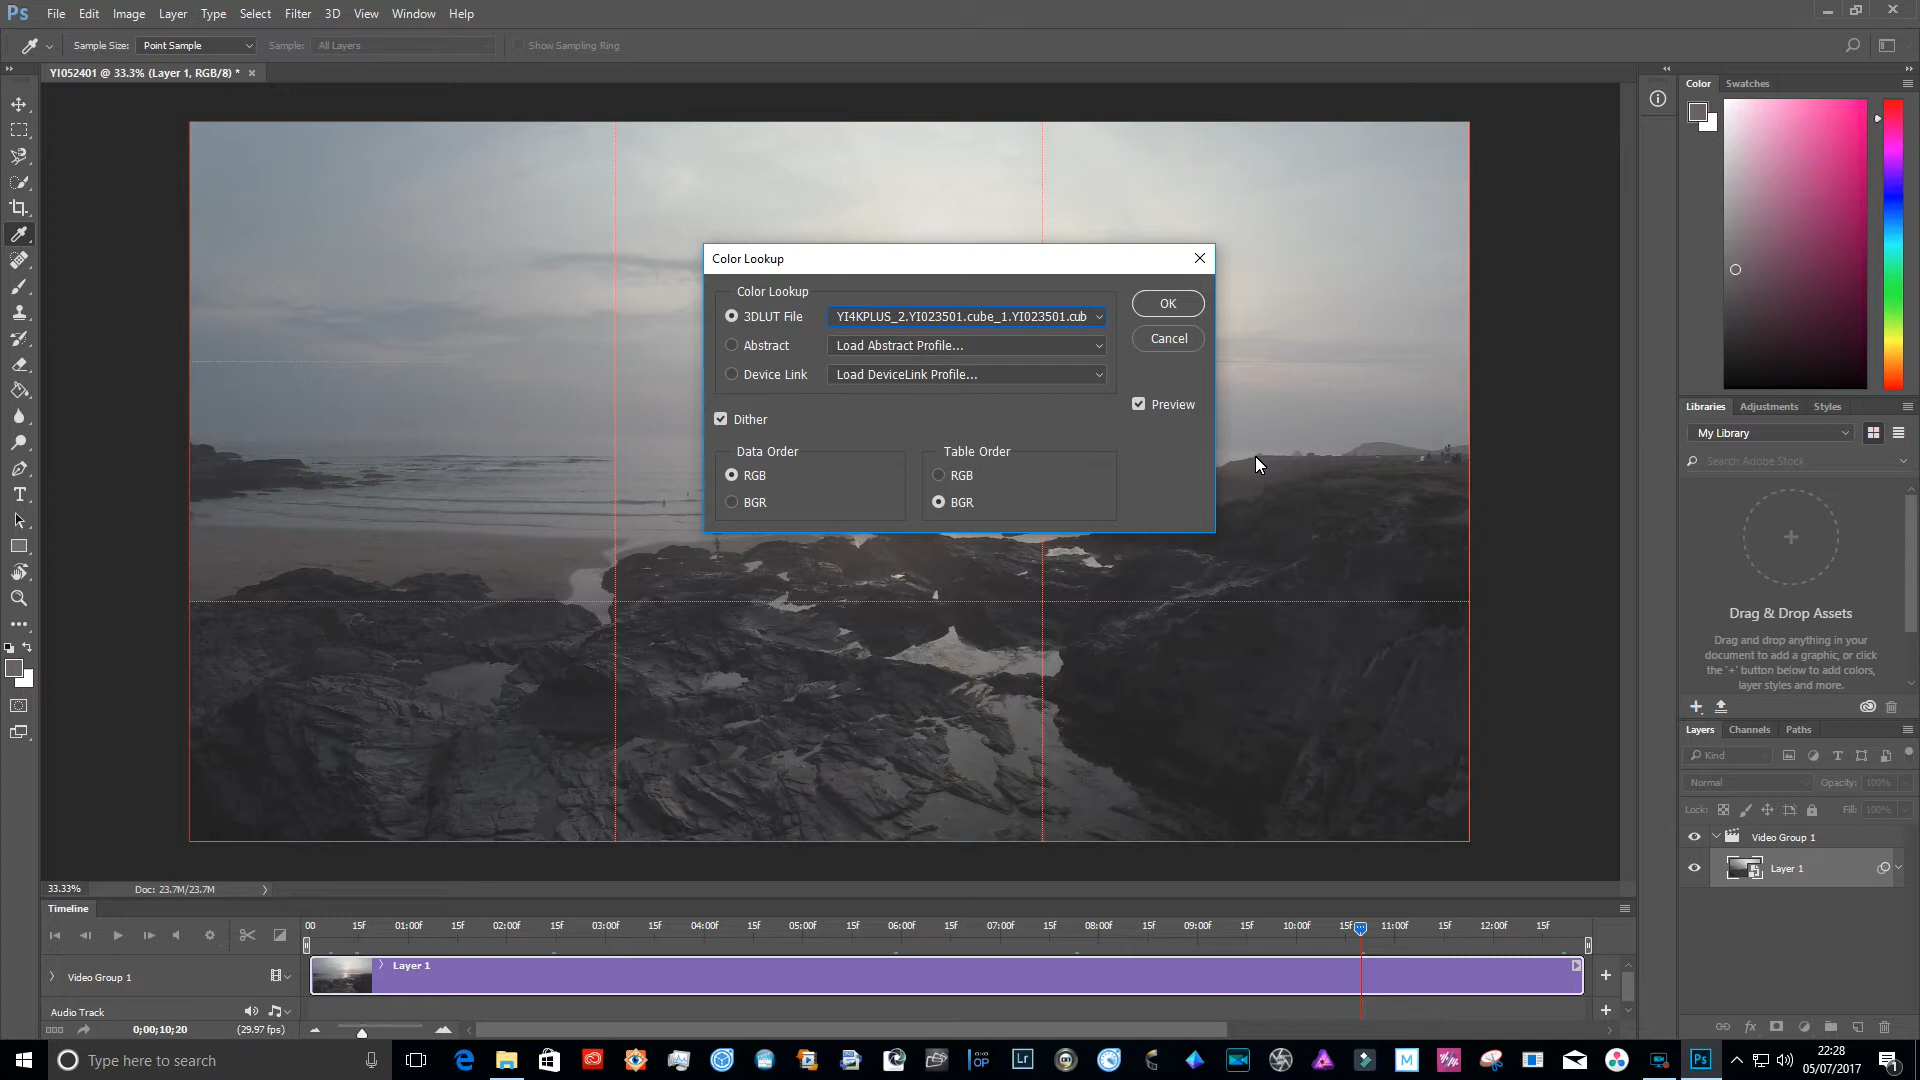 Ps File Edit Image Layer Type Select Filter 3D View Window Help
Sample Size: Point Sample Sample: All Layers Show Sampling Ring
YI052401 @ 33.3% (Layer 1, RGB/8) *
Color Swatches
Color Lookup
Color Lookup
3DLUT File YI4KPLUS_2.YI023501.cube_1.YI023501.cub
OK
Abstract Load Abstract Profile...
Cancel
Device Link Load DeviceLink Profile...
Preview
Dither
Data Order
Table Order
RGB
RGB
BGR
BGR
Libraries Adjustments Styles
My Library
Search Adobe Stock
Drag & Drop Assets
Drag and drop anything in your
document to add a graphic, or click
the '+' button below to add colors,
layer styles and more.
Layers Channels Paths
Kind
Normal Opacity: 100%
Lock: Fill: 100%
Video Group 1
Layer 1
33.33% Doc: 23.7M/23.7M
Timeline
00 15f 01:00f 15f 02:00f 15f 03:00f 15f 04:00f 15f 05:00f 15f 06:00f 15f 07:00f 15f 08:00f 15f 09:00f 15f 10:00f 15f 11:00f 15f 12:00f 15f
Video Group 1
Layer 1
Audio Track
0;00;10;20 (29.97 fps)
Type here to search
OP
Lr
M
Ps
22:28
05/07/2017
1